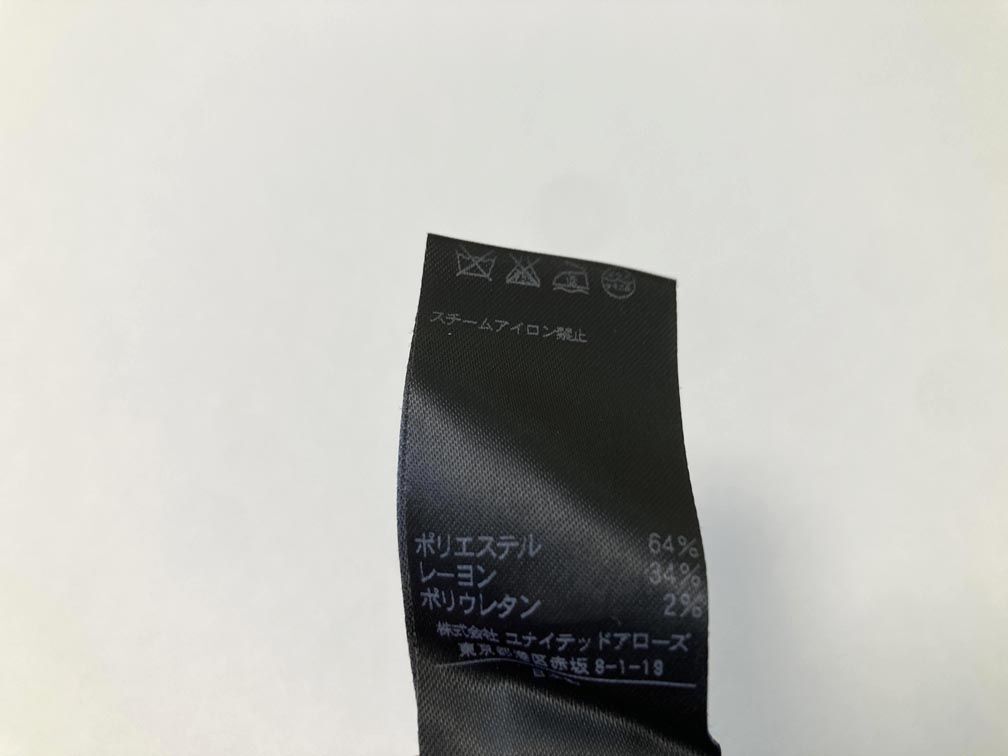 スチームアイロン禁止
ポリエステル 64%
レーヨン 34%
ポリウレタン 2%
株式会社 ユナイテッドアローズ
東京都港区赤坂 8-1-19